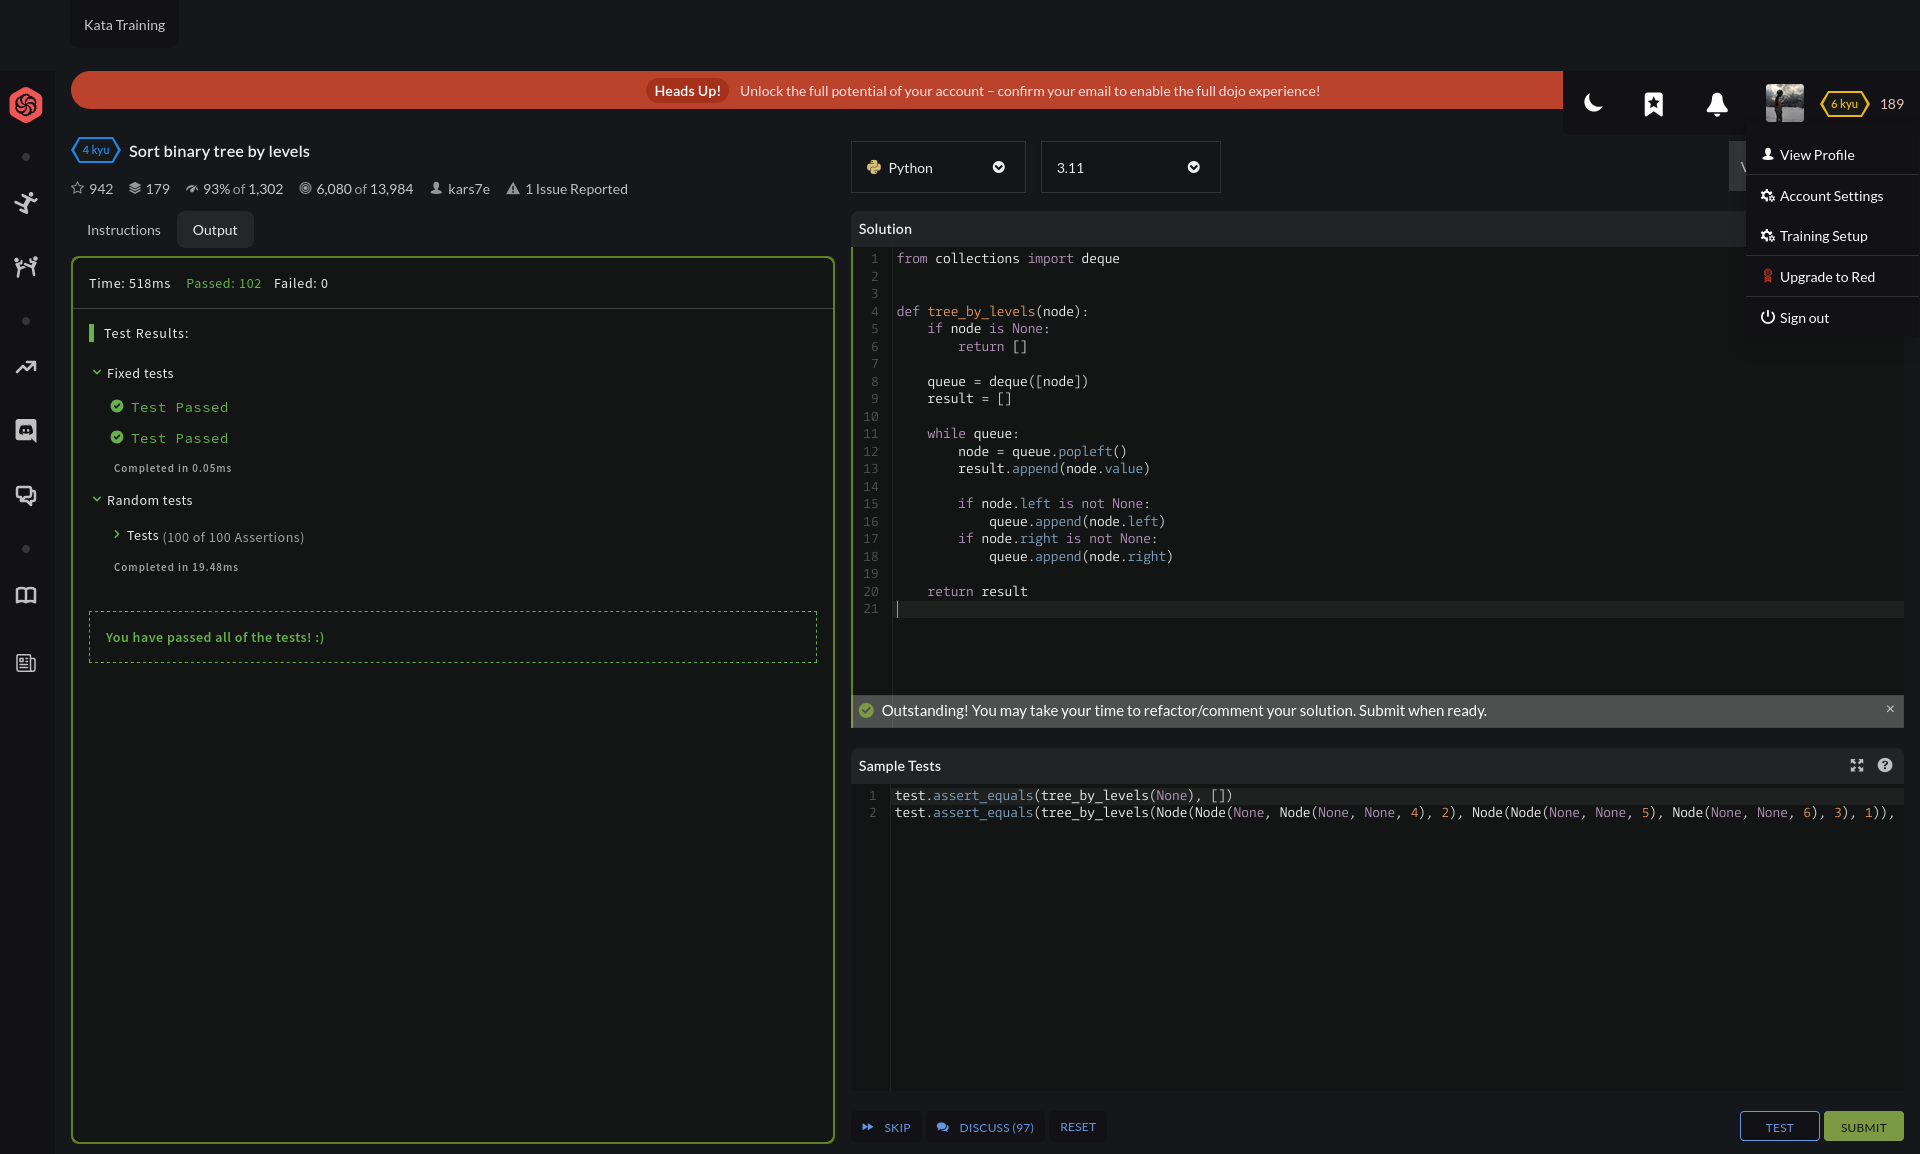 Kata Training
Heads Up! Unlock the full potential of your account – confirm your email to enable the full dojo experience!
6 kyu 189
4 kyu Sort binary tree by levels
942 179 93% of 1,302 6,080 of 13,984 kars7e 1 Issue Reported
Instructions Output
Time: 518ms Passed: 102 Failed: 0
Test Results:
Fixed tests
Test Passed
Test Passed
Completed in 0.05ms
Random tests
Tests (100 of 100 Assertions)
Completed in 19.48ms
You have passed all of the tests! :)
Python 3.11
View Profile
Account Settings
Training Setup
Upgrade to Red
Sign out
Solution
1 from collections import deque
2
3
4 def tree_by_levels(node):
5     if node is None:
6         return []
7
8     queue = deque([node])
9     result = []
10
11     while queue:
12         node = queue.popleft()
13         result.append(node.value)
14
15         if node.left is not None:
16             queue.append(node.left)
17         if node.right is not None:
18             queue.append(node.right)
19
20     return result
21
Outstanding! You may take your time to refactor/comment your solution. Submit when ready. ×
Sample Tests
1 test.assert_equals(tree_by_levels(None), [])
2 test.assert_equals(tree_by_levels(Node(Node(None, Node(None, None, 4), 2), Node(Node(None, None, 5), Node(None, None, 6), 3), 1)),
SKIP DISCUSS (97) RESET TEST SUBMIT